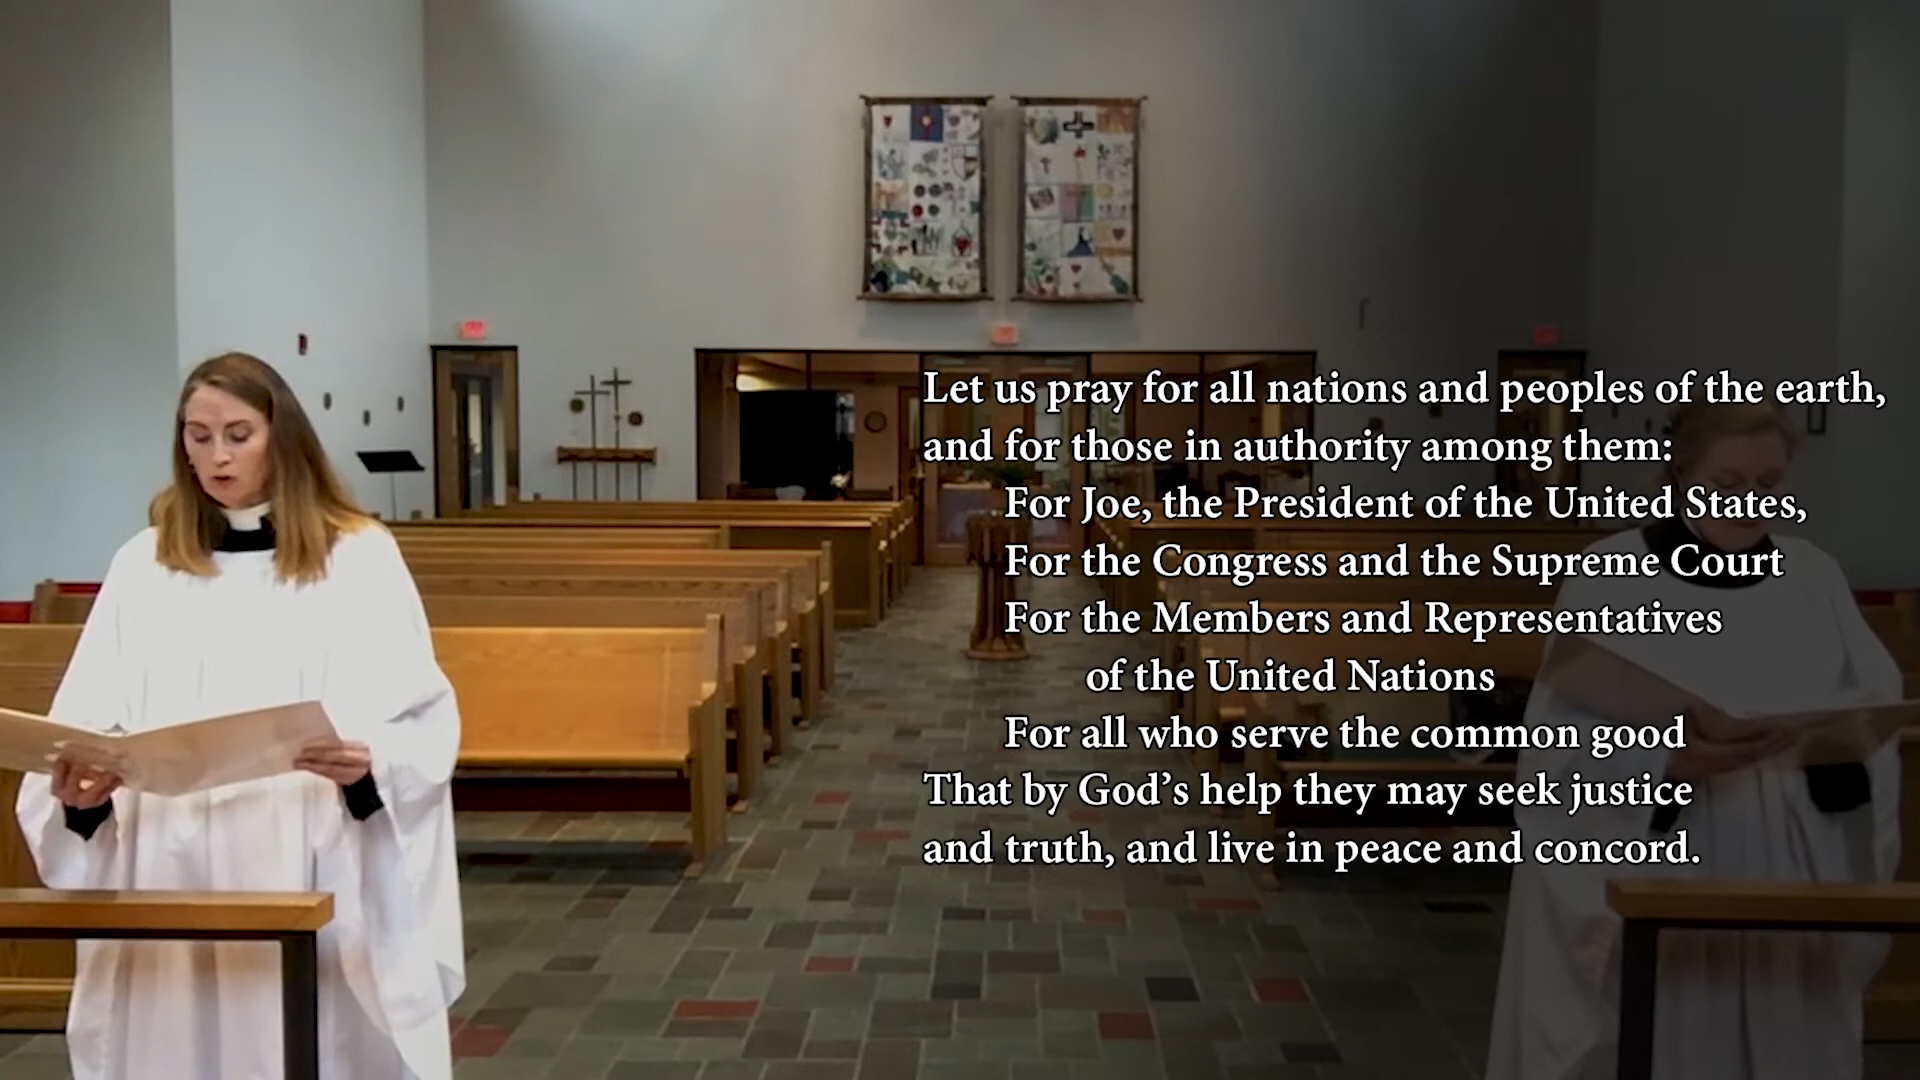 Let us pray for all nations and peoples of the earth,
and for those in authority among them:
For Joe, the President of the United States,
For the Congress and the Supreme Court
For the Members and Representatives
of the United Nations
For all who serve the common good
That by God’s help they may seek justice
and truth, and live in peace and concord.